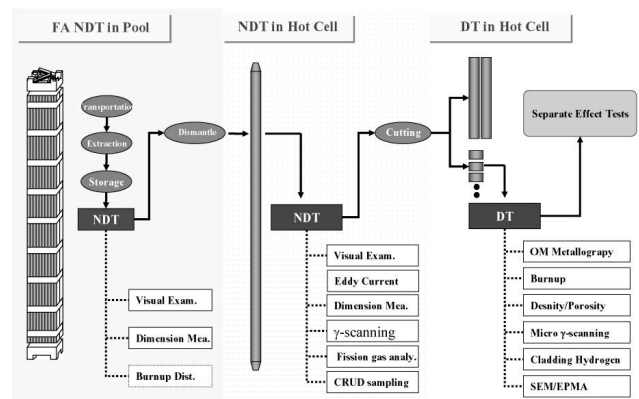 FA NDT in Pool
NDT in Hot Cell
DT in Hot Cell
Transportation
Extraction
Storage
NDT
Dismantle
Visual Exam.
Dimension Mea.
Burnup Dist.
NDT
Cutting
Visual Exam.
Eddy Current
Dimension Mea.
γ-scanning
Fission gas analy.
CRUD sampling
Separate Effect Tests
DT
OM Metallograpy
Burnup
Desnity/Porosity
Micro γ-scanning
Cladding Hydrogen
SEM/EPMA